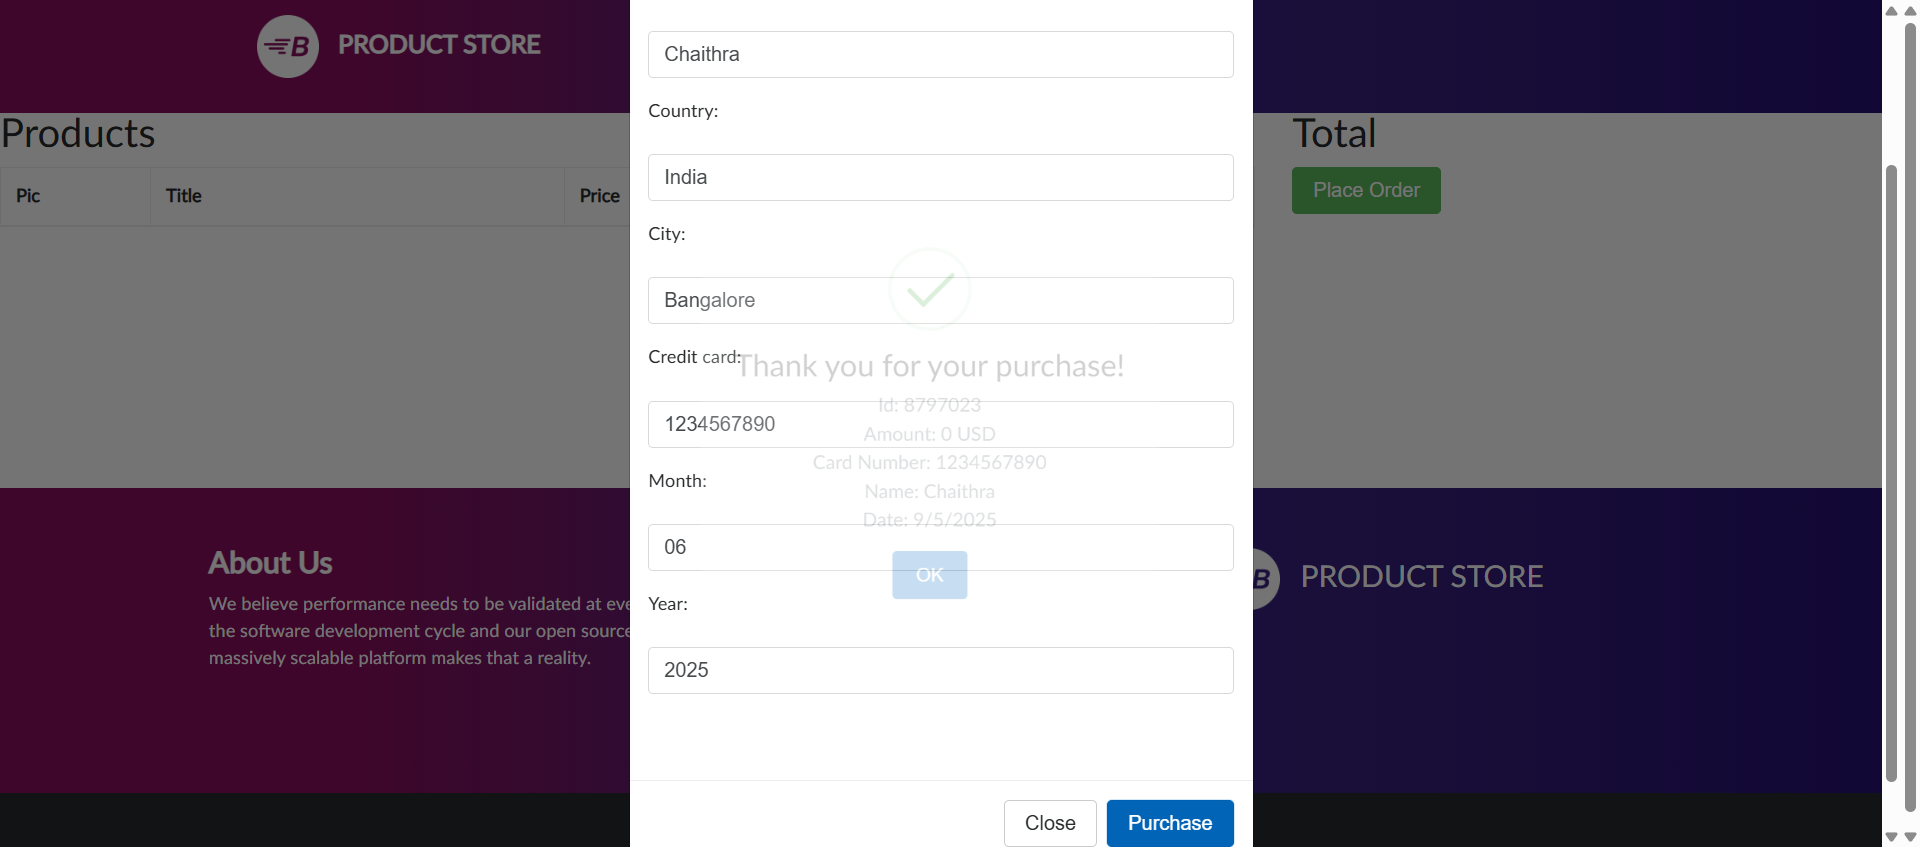 B PRODUCT STORE
Products
Pic Title Price
Chaithra
Country:
India
City:
Bangalore
Credit card:
1234567890
Month:
06
Year:
2025
Thank you for your purchase!
Id: 8797023
Amount: 0 USD
Card Number: 1234567890
Name: Chaithra
Date: 9/5/2025
OK
Close Purchase
Total
Place Order
About Us
We believe performance needs to be validated at eve
the software development cycle and our open source
massively scalable platform makes that a reality.
B PRODUCT STORE